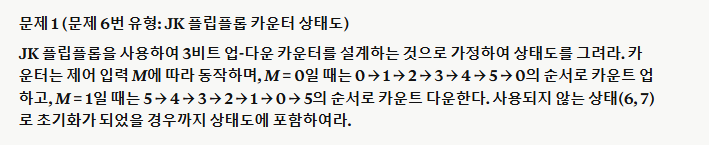 문제 1 (문제 6번 유형: JK 플립플롭 카운터 상태도)
JK 플립플롭을 사용하여 3비트 업-다운 카운터를 설계하는 것으로 가정하여 상태도를 그려라. 카
운터는 제어 입력 M에 따라 동작하며, M = 0일 때는 0→1→2→3→4→5→0의 순서로 카운트 업
하고, M = 1일 때는 5→4→3→2→1→0→5의 순서로 카운트 다운한다. 사용되지 않는 상태(6, 7)
로 초기화가 되었을 경우까지 상태도에 포함하여라.